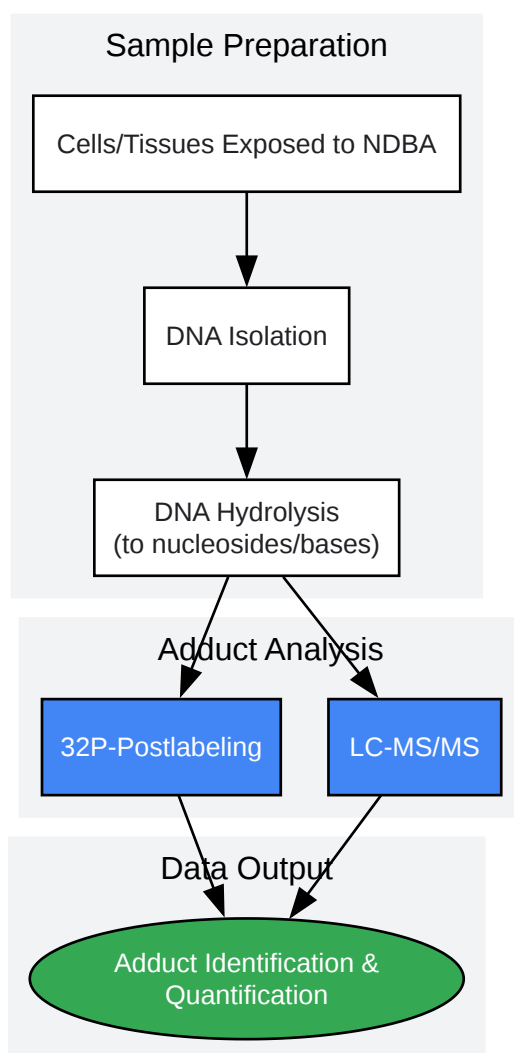 Sample Preparation
Cells/Tissues Exposed to NDBA
DNA Isolation
DNA Hydrolysis
(to nucleosides/bases)
Adduct Analysis
32P-Postlabeling
LC-MS/MS
Data Output
Adduct Identification &
Quantification